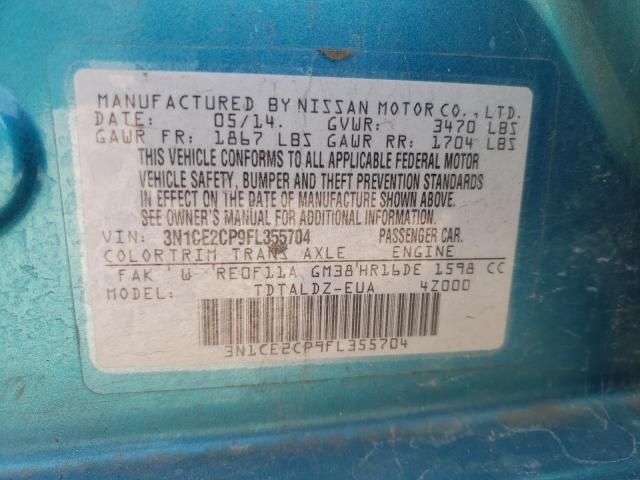 MANUFACTURED BY NISSAN MOTOR CO., LTD.
DATE: 05/14. GVWR: 3470 LBS
GAWR FR: 1867 LBS GAWR RR: 1704 LBS
THIS VEHICLE CONFORMS TO ALL APPLICABLE FEDERAL MOTOR
VEHICLE SAFETY, BUMPER AND THEFT PREVENTION STANDARDS
IN EFFECT ON THE DATE OF MANUFACTURE SHOWN ABOVE.
SEE OWNER'S MANUAL FOR ADDITIONAL INFORMATION.
VIN: 3N1CE2CP9FL355704 PASSENGER CAR.
COLOR TRIM TRANS AXLE ENGINE
FAK W RE0F11A GM38 HR16DE 1598 CC
MODEL: TDTALDZ-EUA 4Z000
3N1CE2CP9FL355704